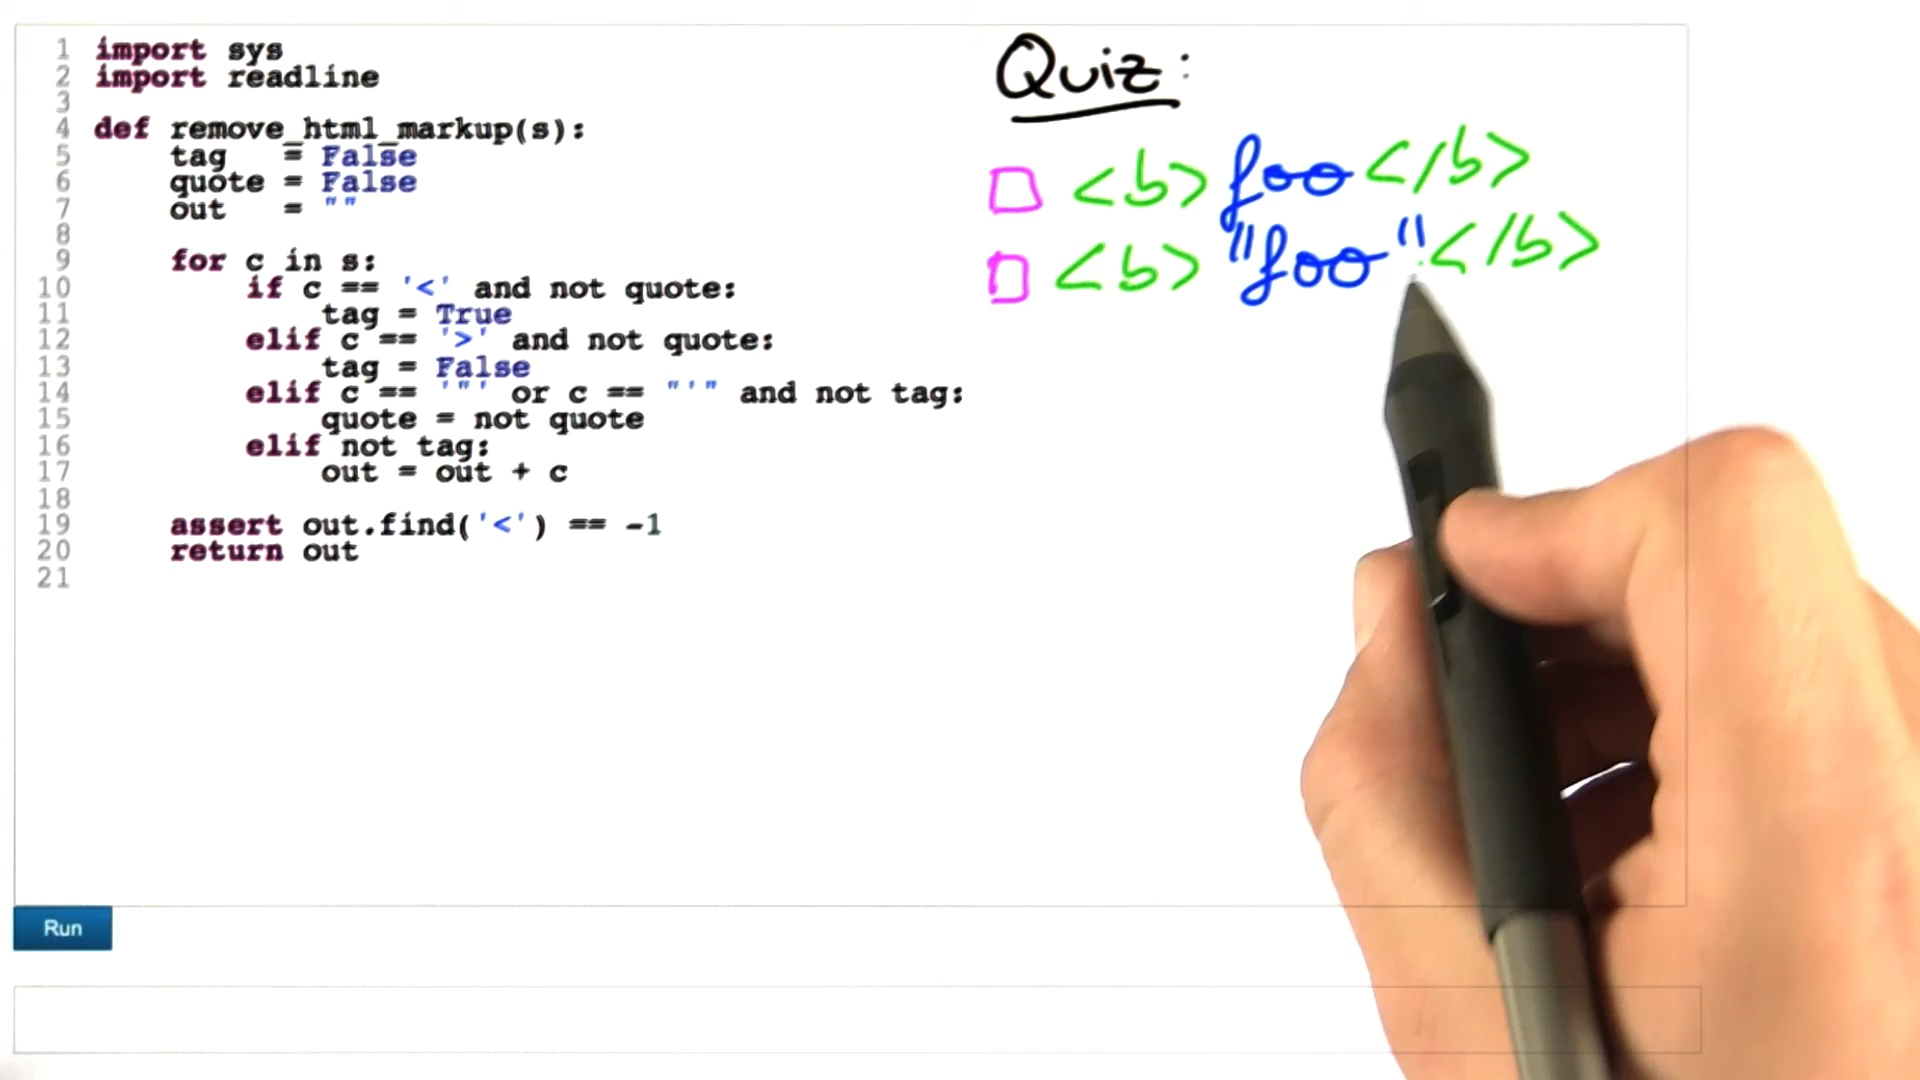 1 import sys
2 import readline
3
4 def remove_html_markup(s):
5     tag   = False
6     quote = False
7     out   = ""
8
9     for c in s:
10         if c == '<' and not quote:
11             tag = True
12         elif c == '>' and not quote:
13             tag = False
14         elif c == '"' or c == "'" and not tag:
15             quote = not quote
16         elif not tag:
17             out = out + c
18
19     assert out.find('<') == -1
20     return out
21
Quiz:
<b> foo </b>
<b> "foo" </b>
Run